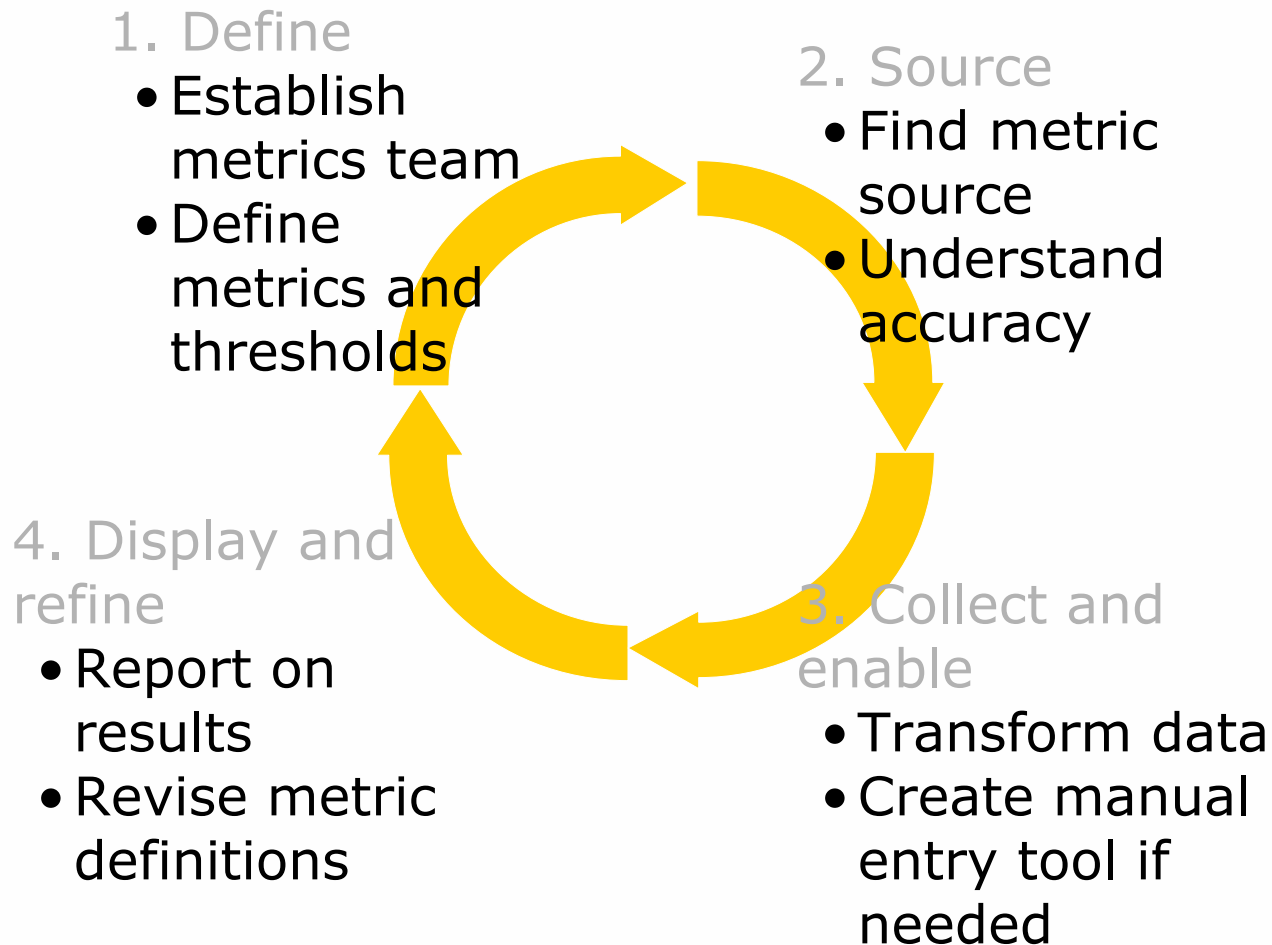 1. Define
• Establish
metrics team
• Define
metrics and
thresholds
2. Source
• Find metric
source
• Understand
accuracy
3. Collect and
enable
• Transform data
• Create manual
entry tool if
needed
4. Display and
refine
• Report on
results
• Revise metric
definitions